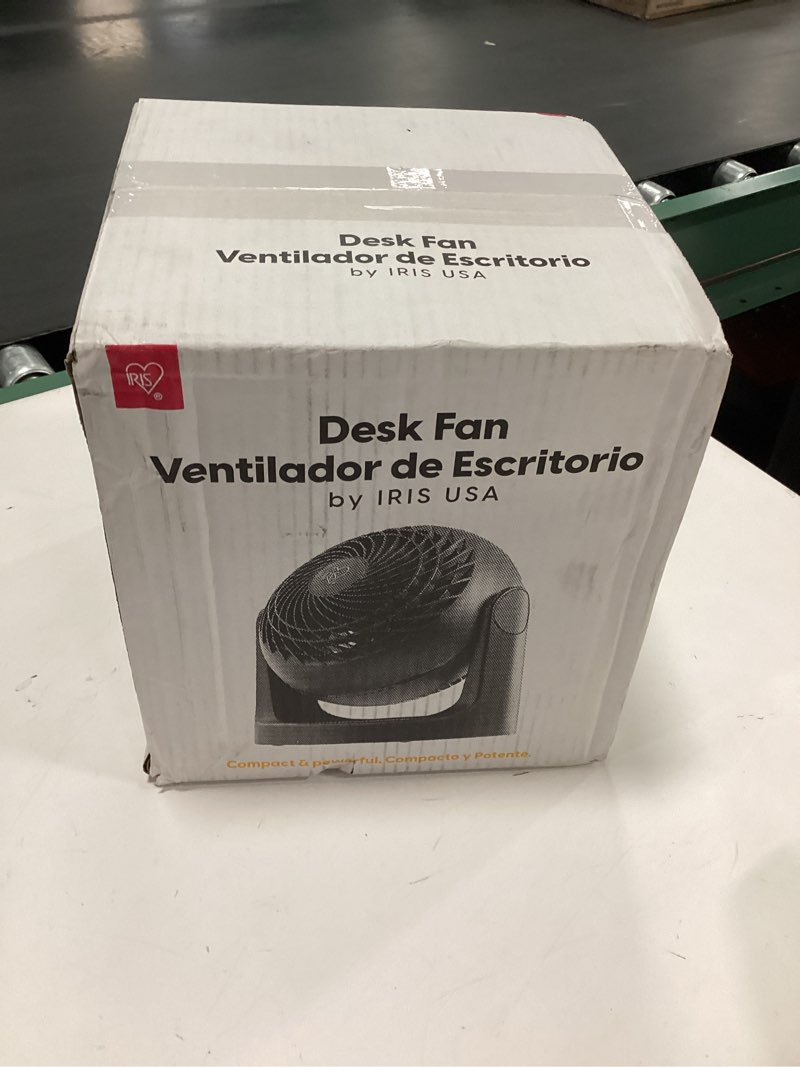 Desk Fan
Ventilador de Escritorio
by IRIS USA
IRIS
®
Desk Fan
Ventilador de Escritorio
by IRIS USA
IRIS
Compact & powerful. Compacto y Potente.